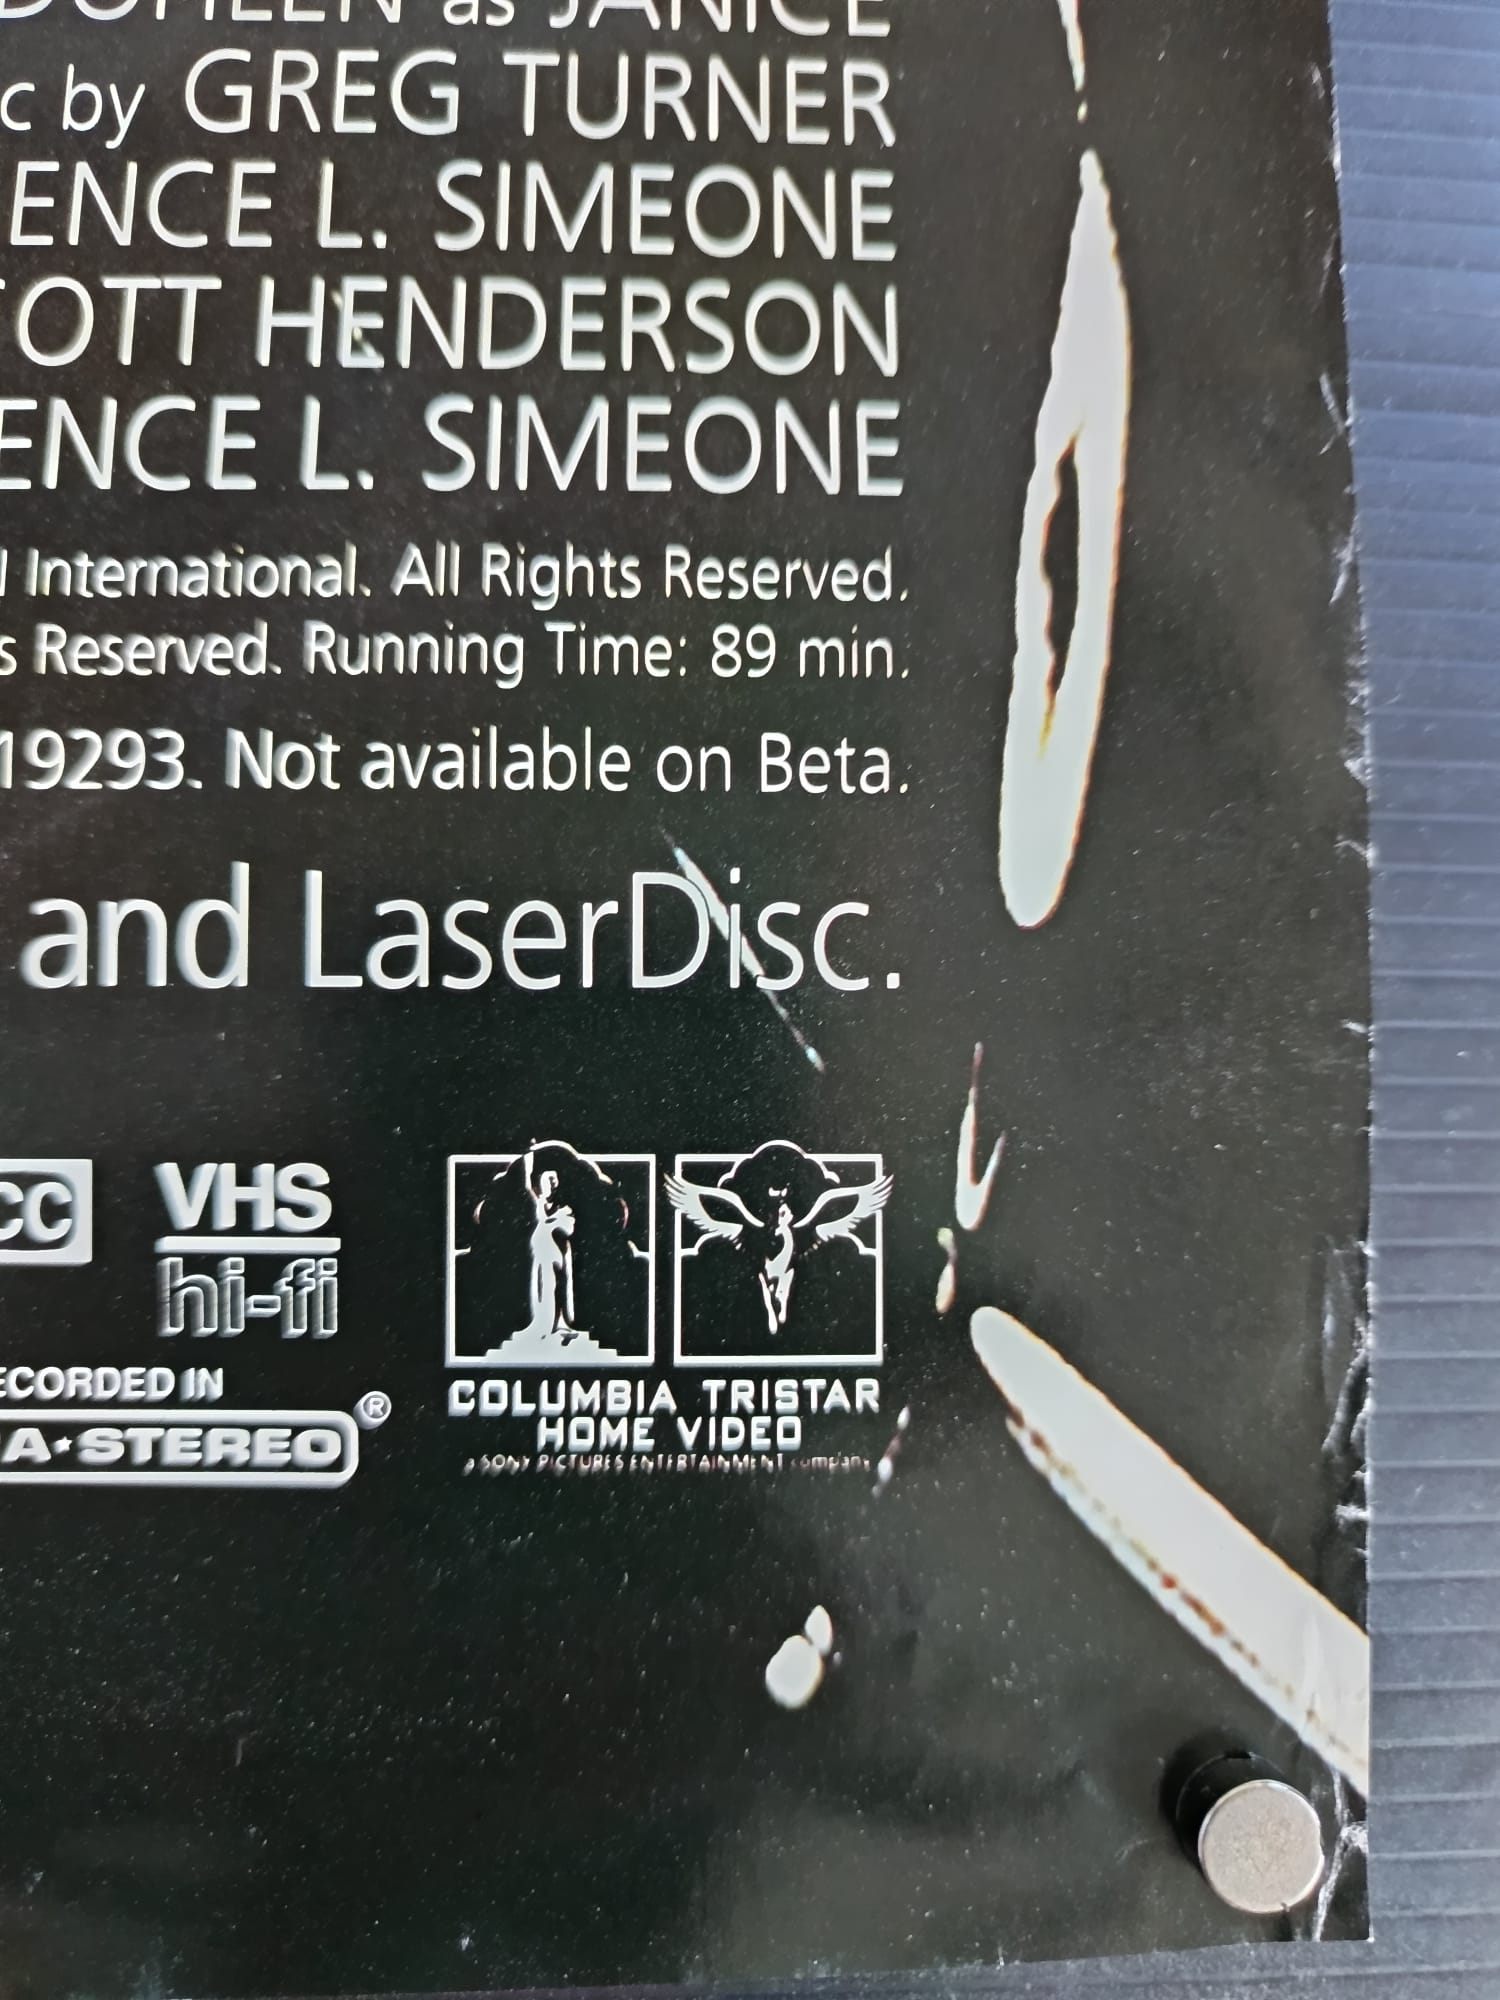 as JANICE
c by GREG TURNER
ENCE L. SIMEONE
COTT HENDERSON
ENCE L. SIMEONE
International. All Rights Reserved.
s Reserved. Running Time: 89 min.
19293. Not available on Beta.
and LaserDisc.
CC
VHS
hi-fi
ECORDED IN
A★STEREO®
COLUMBIA TRISTAR
HOME VIDEO
a SONY PICTURES ENTERTAINMENT company